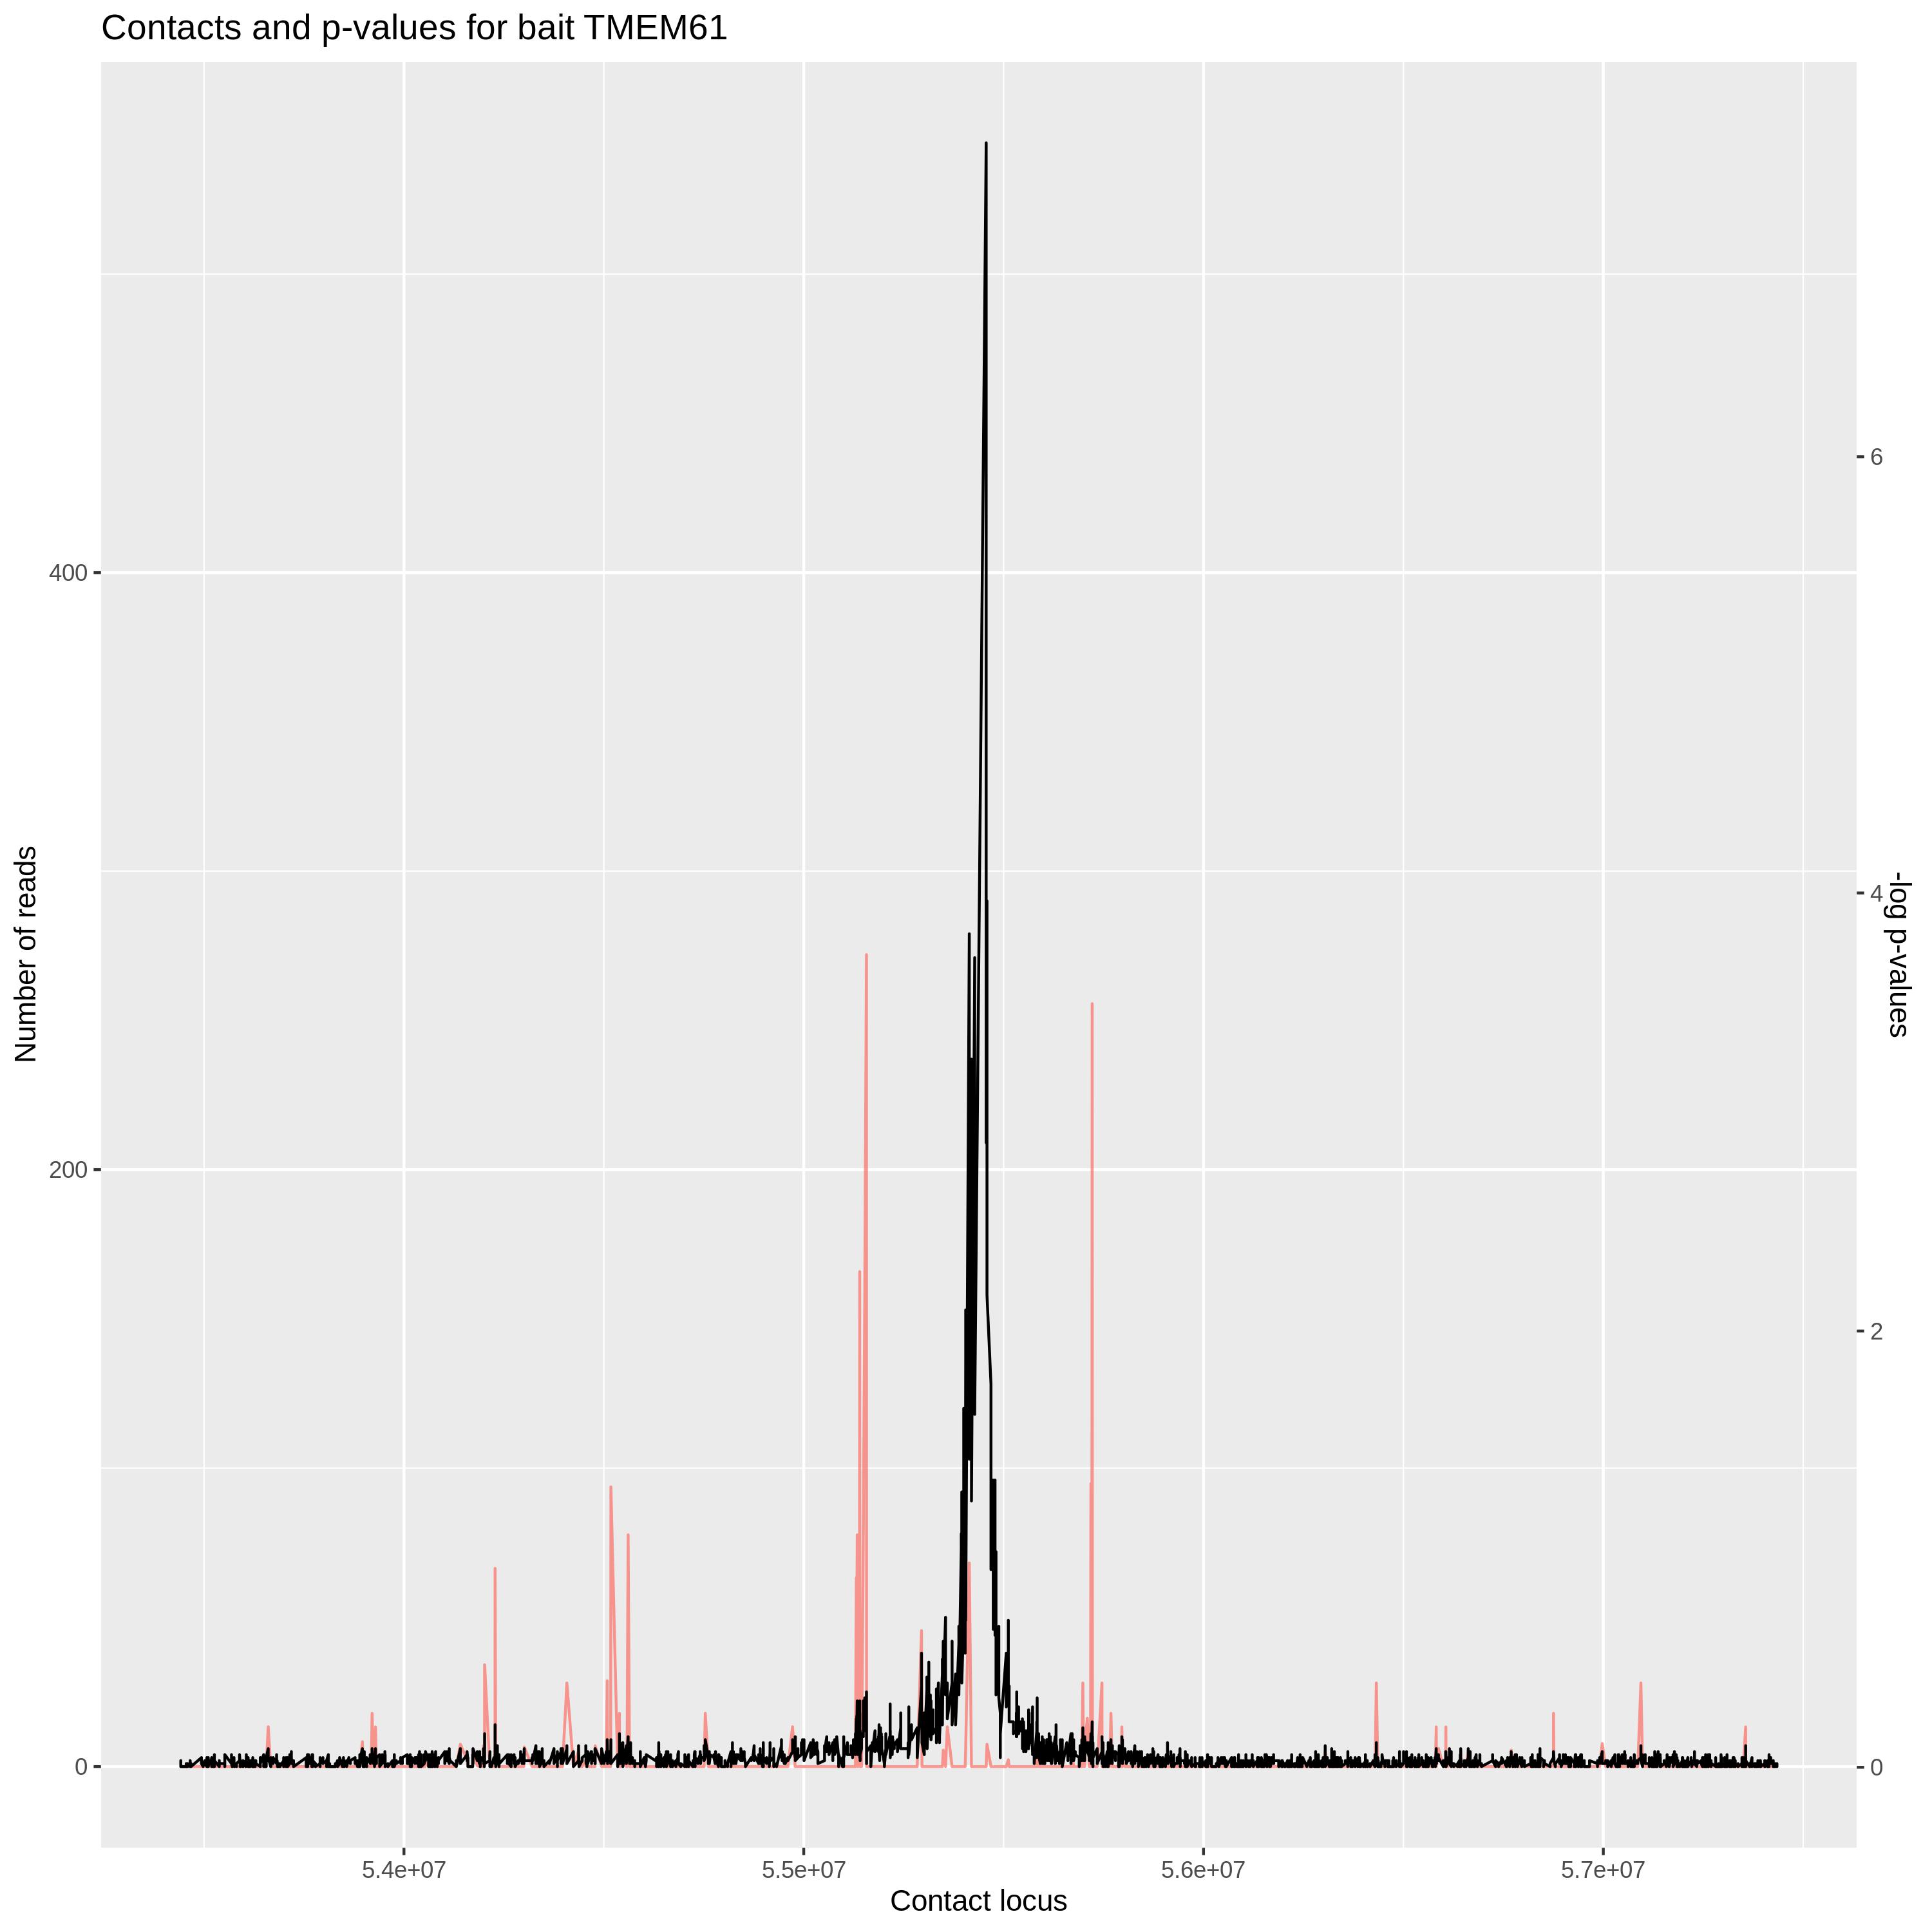 Contacts and p-values for bait TMEM61
Number of reads
400
200
0
6
4
2
0
-log p-values
5.4e+07
5.5e+07
5.6e+07
5.7e+07
Contact locus